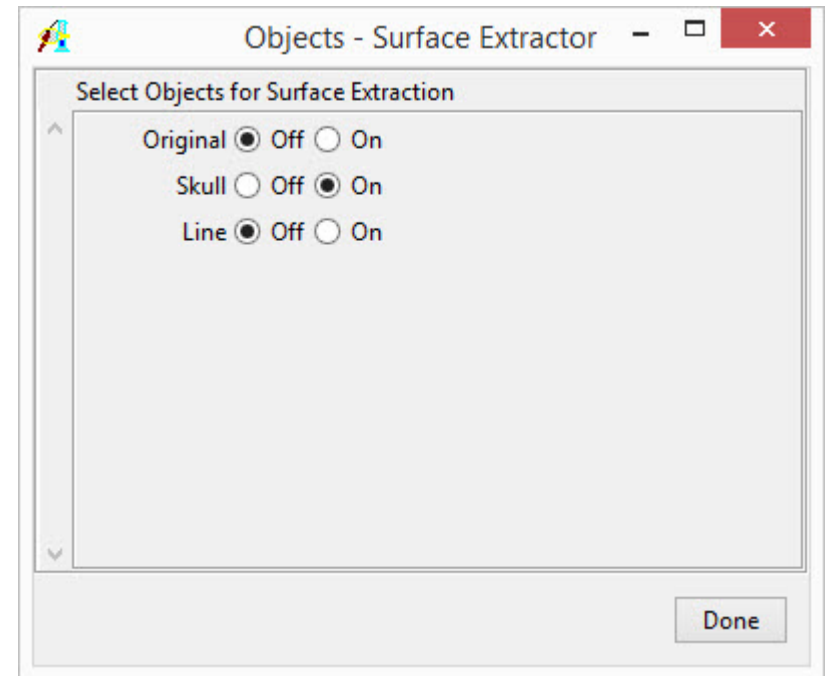 Objects - Surface Extractor
Select Objects for Surface Extraction
Original Off On
Skull Off On
Line Off On
Done